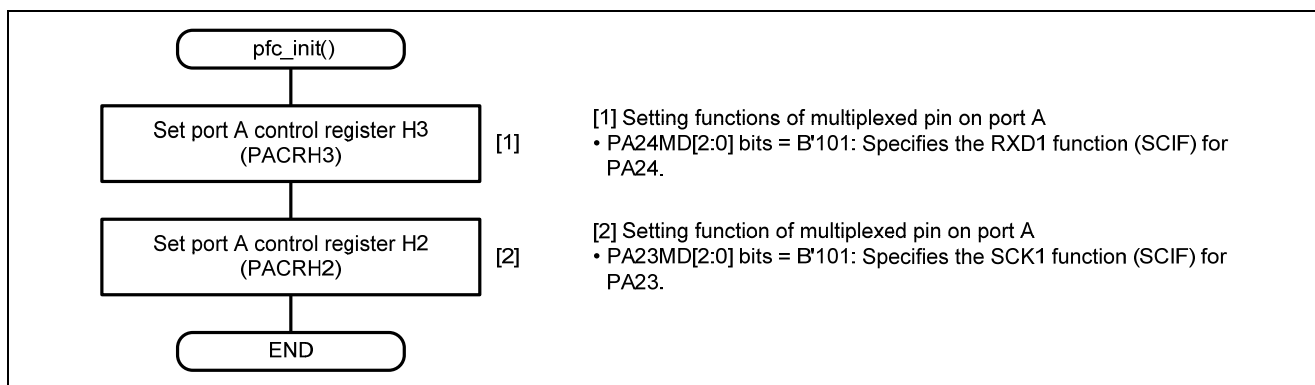 pfc_init()
Set port A control register H3
(PACRH3)
[1]
[1] Setting functions of multiplexed pin on port A
• PA24MD[2:0] bits = B'101: Specifies the RXD1 function (SCIF) for
PA24.
Set port A control register H2
(PACRH2)
[2]
[2] Setting function of multiplexed pin on port A
• PA23MD[2:0] bits = B'101: Specifies the SCK1 function (SCIF) for
PA23.
END